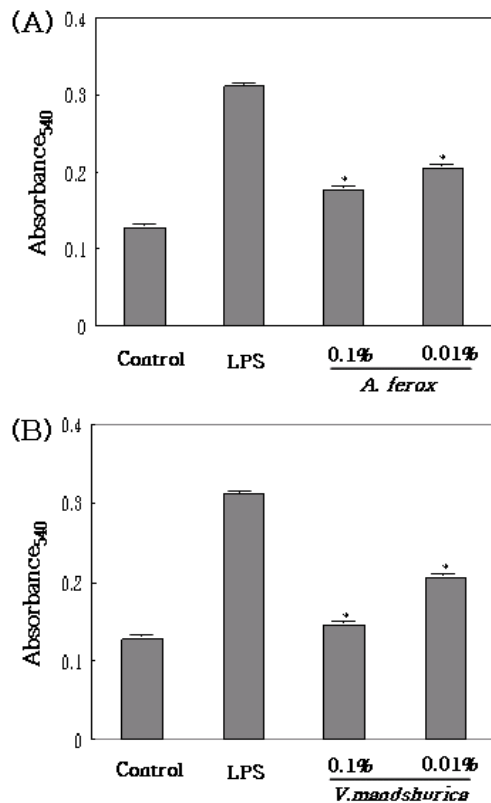 (A)
0.4
0.3
0.2
0.1
0
Absorbance540
* *
Control LPS 0.1% 0.01%
A. ferox
(B)
0.4
0.3
0.2
0.1
0
Absorbance540
* *
Control LPS 0.1% 0.01%
V.mandshurica